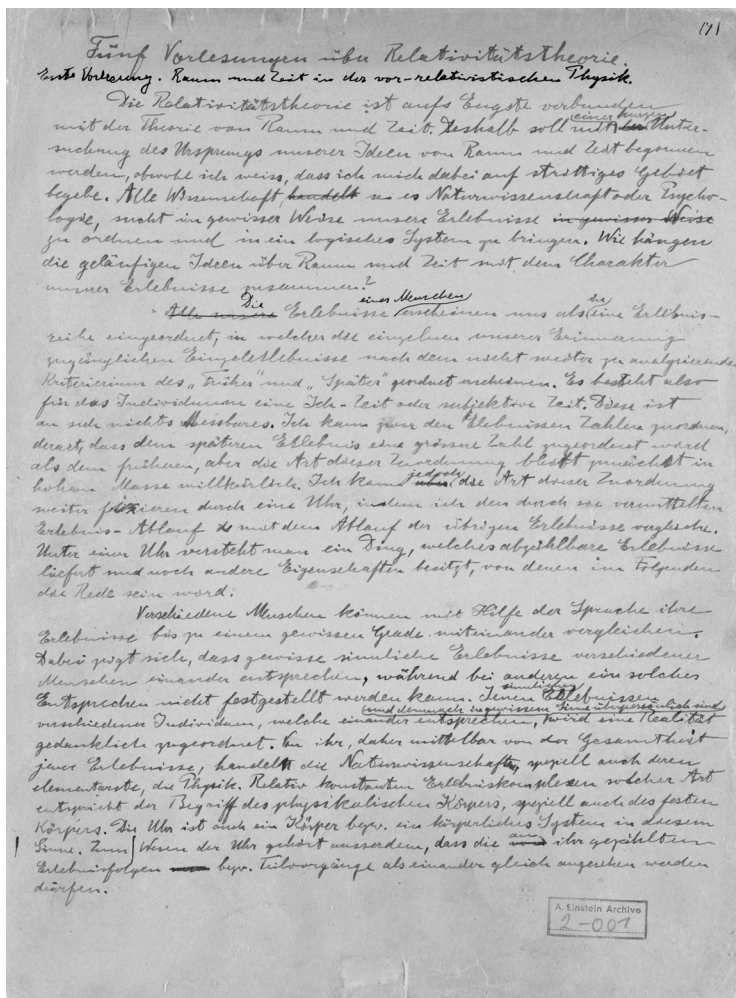 (1)
Fünf Vorlesungen über Relativitätstheorie.
Erste Vorlesung. Raum und Zeit in der vor-relativistischen Physik.
Die Relativitätstheorie ist aufs Engste verbunden
mit der Theorie von Raum und Zeit. Deshalb soll mit einer kurzen Unter-
suchung des Ursprungs unserer Ideen von Raum und Zeit begonnen
werden, obwohl ich weiss, dass ich mich dabei auf strittiges Gebiet
begebe. Alle Wissenschaft, handelt sei es Naturwissenschaft oder Psycho-
logie, sucht in gewisser Weise unsere Erlebnisse in gewisser Weise
zu ordnen und in ein logisches System zu bringen. Wie hängen
die geläufigen Ideen über Raum und Zeit mit dem Charakter
unserer Erlebnisse zusammen?
Alle unsere Die Erlebnisse eines Menschen erscheinen uns als in eine Erlebnis-
reihe eingeordnet, in welcher die einzelnen unserer Erinnerung
zugänglichen Einzelerlebnisse nach dem nicht weiter zu analysierenden
Kriterium des „Früher" und „Später" geordnet erscheinen. Es besteht also
für das Individuum eine Ich-Zeit oder subjektive Zeit. Diese ist
an sich nichts Messbares. Ich kann zwar den Erlebnissen Zahlen zuordnen,
derart, dass dem späteren Erlebnis eine grössere Zahl zugeordnet wird
als dem früheren, aber die Art dieser Zuordnung bleibt zunächst in
hohem Masse willkürlich. Ich kann jedoch aber die Art dieser Zuordnung
weiter fixieren durch eine Uhr, indem ich den durch sie vermittelten
Erlebnis-Ablauf mit dem Ablauf der übrigen Erlebnisse vergleiche.
Unter einer Uhr versteht man ein Ding, welches abzählbare Erlebnisse
liefert und noch andere Eigenschaften besitzt, von denen im Folgenden
die Rede sein wird.
Verschiedene Menschen können mit Hilfe der Sprache ihre
Erlebnisse bis zu einem gewissen Grade miteinander vergleichen.
Dabei zeigt sich, dass gewisse sinnliche Erlebnisse verschiedener
Menschen einander entsprechen, während bei anderen ein solches
Entsprechen nicht festgestellt werden kann. Jenen sinnlichen Erlebnissen
verschiedener Individuen, welche einander entsprechen, und demnach in gewissem Sinne überpersönlich sind, wird eine Realität
gedanklich zugeordnet. Von ihr, daher mittelbar von der Gesamtheit
jener Erlebnisse, handeln die Naturwissenschaften, speziell auch deren
elementarste, die Physik. Relativ konstanten Erlebniskomplexen solcher Art
entspricht der Begriff des physikalischen Körpers, speziell auch des festen
Körpers. Die Uhr ist auch ein Körper bezw. ein körperliches System in diesem
Sinne. Zum Wesen der Uhr gehört ausserdem, dass die an ihr gezählten
Erlebnisfolgen bezw. Teilvorgänge als einander gleich angesehen werden
dürfen.
A. Einstein Archive
2-001